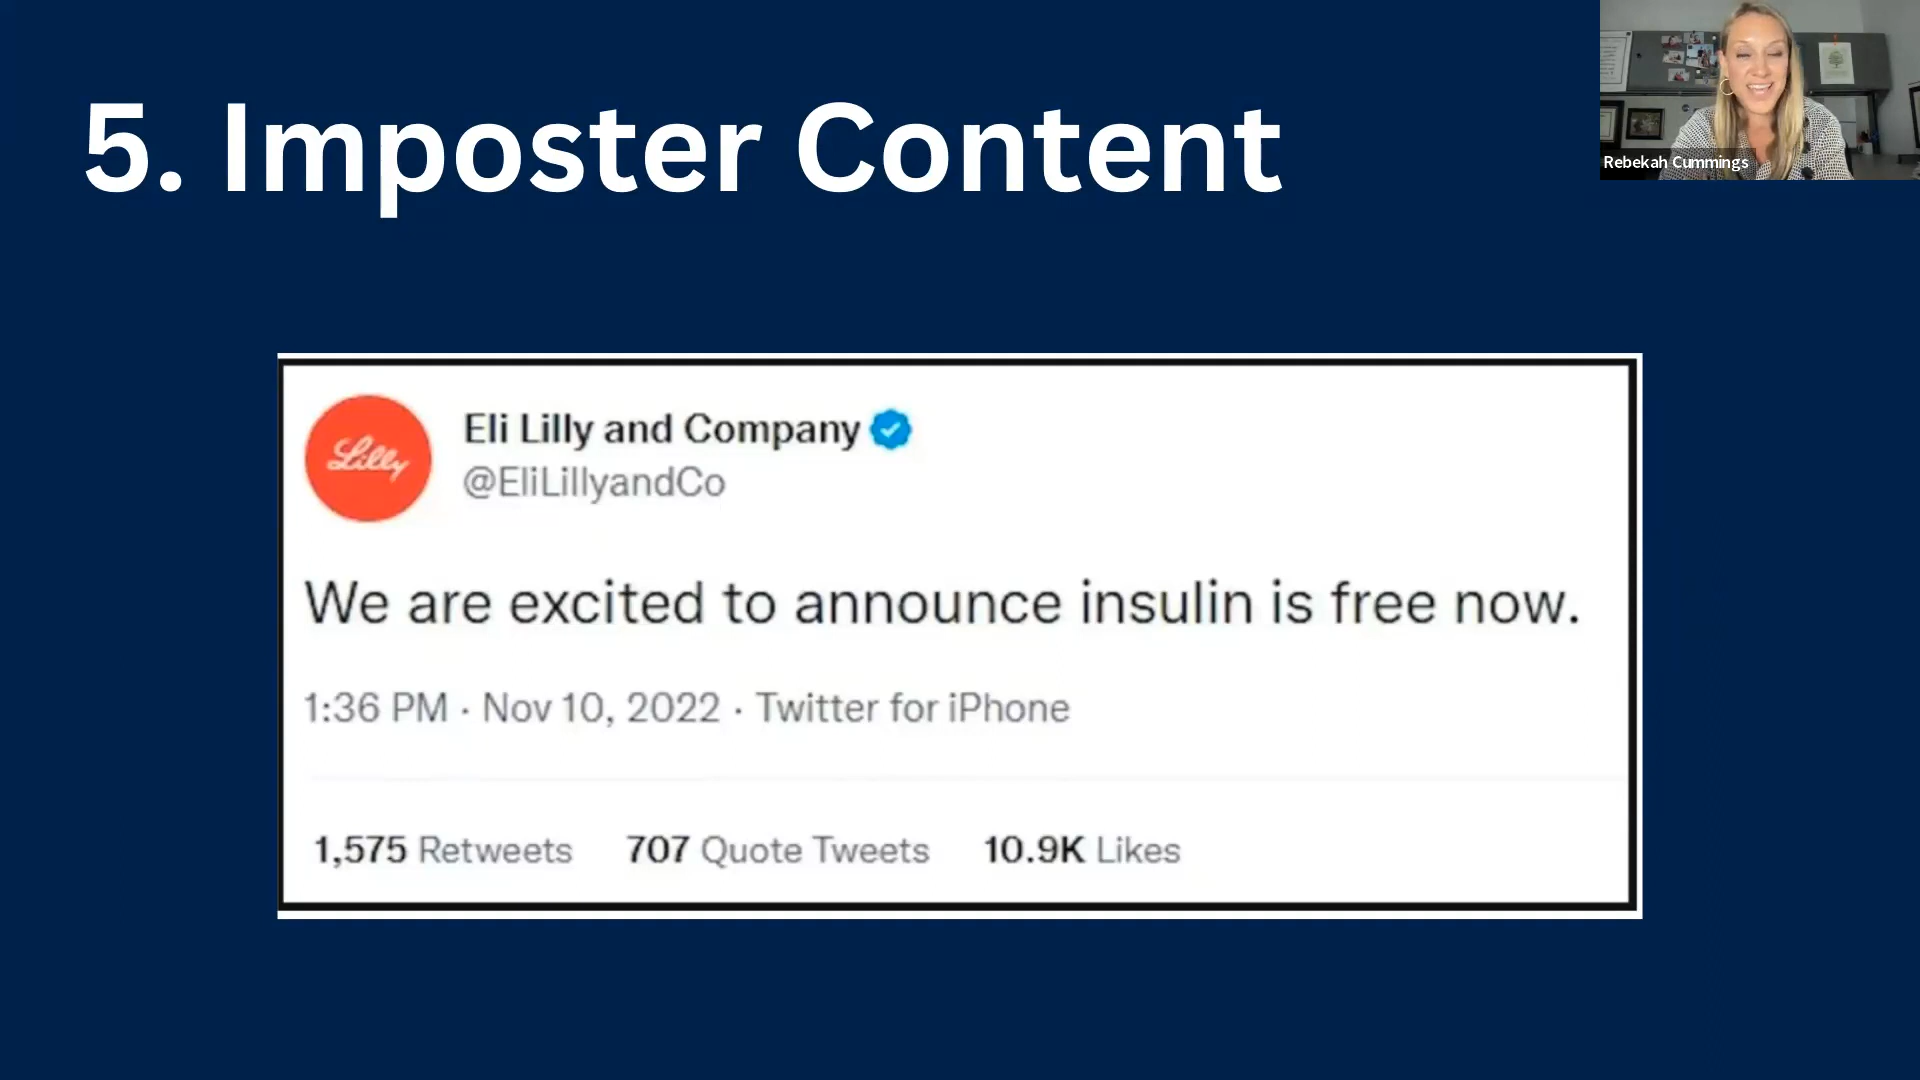 5. Imposter Content
Rebekah Cummings
Lilly
Eli Lilly and Company
@EliLillyandCo
We are excited to announce insulin is free now.
1:36 PM · Nov 10, 2022 · Twitter for iPhone
1,575 Retweets 707 Quote Tweets 10.9K Likes